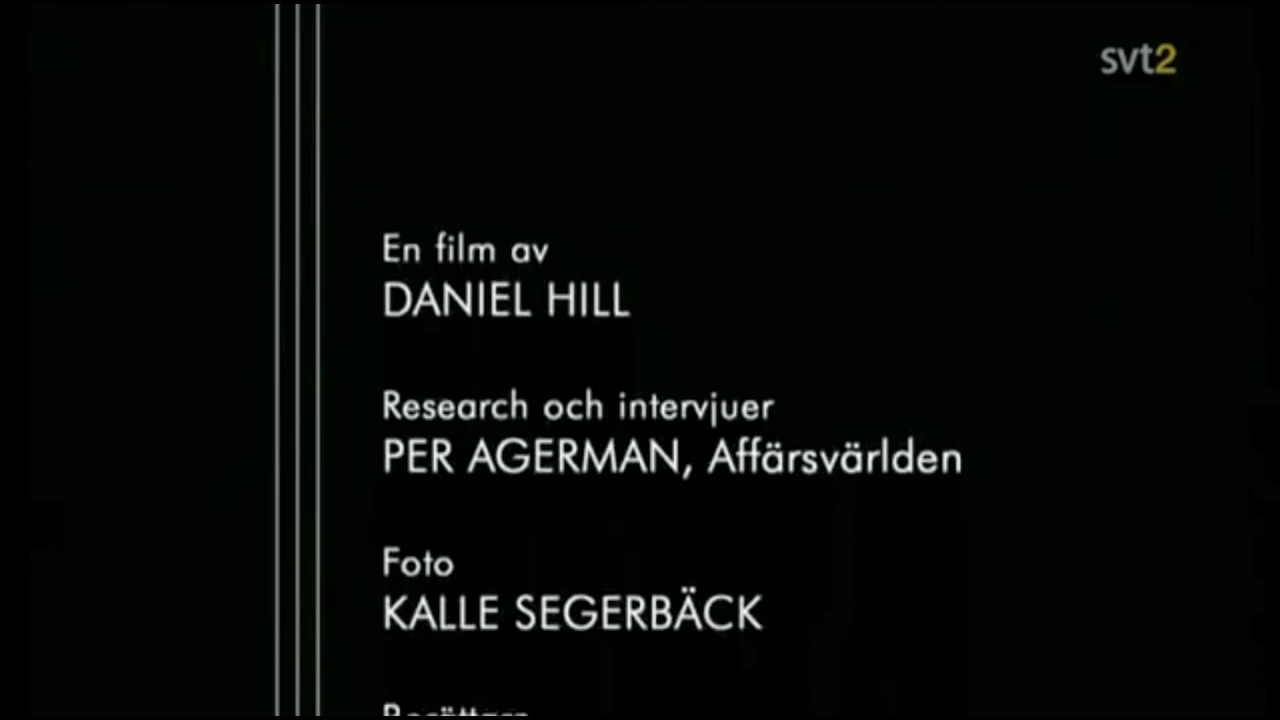 svt2
En film av
DANIEL HILL
Research och intervjuer
PER AGERMAN, Affärsvärlden
Foto
KALLE SEGERBÄCK